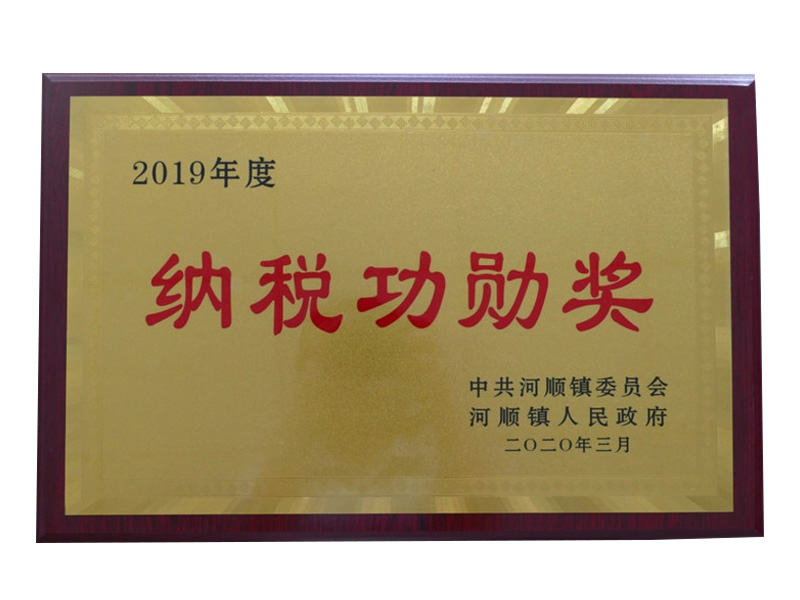 2019年度
纳税功勋奖
中共河顺镇委员会
河顺镇人民政府
二〇二〇年三月